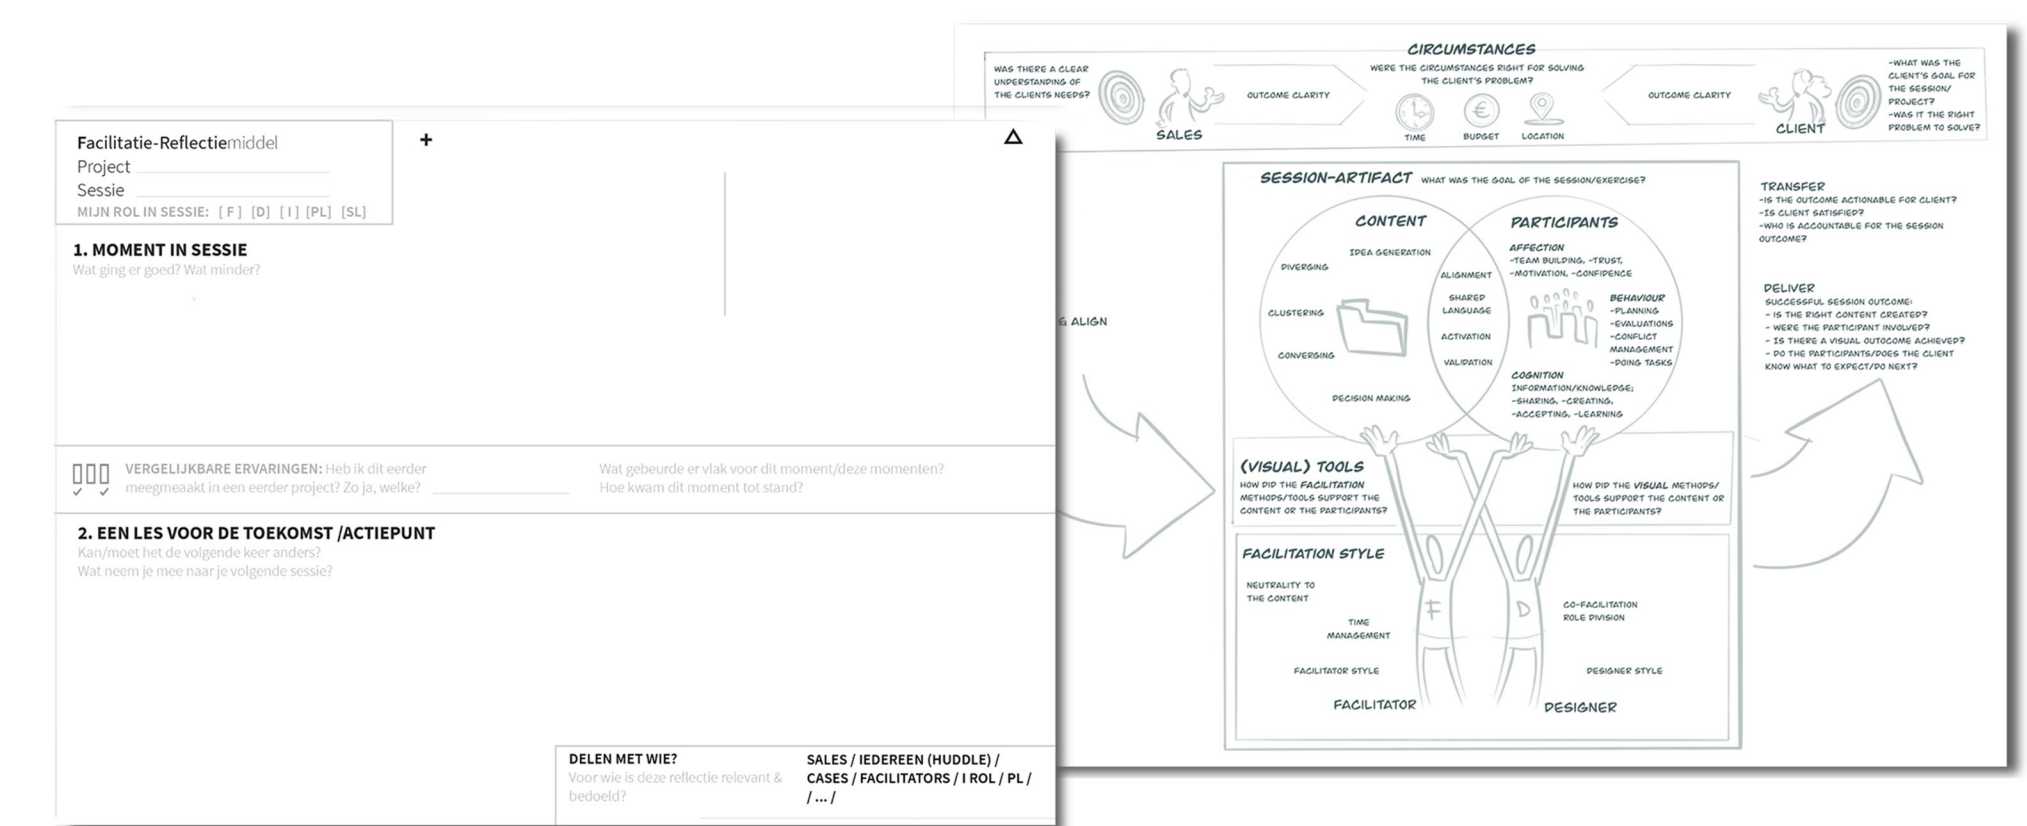 Facilitatie-Reflectiemiddel
Project
Sessie
MIJN ROL IN SESSIE: [ F ] [D] [ I ] [PL] [SL]
+
1. MOMENT IN SESSIE
Wat ging er goed? Wat minder?
VERGELIJKBARE ERVARINGEN: Heb ik dit eerder
meegmeaakt in een eerder project? Zo ja, welke?
Wat gebeurde er vlak voor dit moment/deze momenten?
Hoe kwam dit moment tot stand?
2. EEN LES VOOR DE TOEKOMST /ACTIEPUNT
Kan/moet het de volgende keer anders?
Wat neem je mee naar je volgende sessie?
DELEN MET WIE?
Voor wie is deze reflectie relevant &
bedoeld?
SALES / IEDEREEN (HUDDLE) /
CASES / FACILITATORS / I ROL / PL /
/ ... /
CIRCUMSTANCES
WERE THE CIRCUMSTANCES RIGHT FOR SOLVING
THE CLIENT'S PROBLEM?
WAS THERE A CLEAR
UNDERSTANDING OF
THE CLIENTS NEEDS?
SALES
OUTCOME CLARITY
TIME
€
BUDGET
LOCATION
OUTCOME CLARITY
CLIENT
-WHAT WAS THE
CLIENT'S GOAL FOR
THE SESSION/
PROJECT?
-WAS IT THE RIGHT
PROBLEM TO SOLVE?
& ALIGN
SESSION-ARTIFACT WHAT WAS THE GOAL OF THE SESSION/EXERCISE?
CONTENT
IDEA GENERATION
DIVERGING
CLUSTERING
CONVERGING
DECISION MAKING
ALIGNMENT
SHARED
LANGUAGE
ACTIVATION
VALIDATION
PARTICIPANTS
AFFECTION
-TEAM BUILDING, -TRUST,
-MOTIVATION, -CONFIDENCE
BEHAVIOUR
-PLANNING
-EVALUATIONS
-CONFLICT
MANAGEMENT
-DOING TASKS
COGNITION
INFORMATION/KNOWLEDGE;
-SHARING, -CREATING,
-ACCEPTING, -LEARNING
(VISUAL) TOOLS
HOW DID THE FACILITATION
METHODS/TOOLS SUPPORT THE
CONTENT OR THE PARTICIPANTS?
HOW DID THE VISUAL METHODS/
TOOLS SUPPORT THE CONTENT OR
THE PARTICIPANTS?
FACILITATION STYLE
NEUTRALITY TO
THE CONTENT
TIME
MANAGEMENT
FACILITATOR STYLE
FACILITATOR
F
D
CO-FACILITATION
ROLE DIVISION
DESIGNER STYLE
DESIGNER
TRANSFER
-IS THE OUTCOME ACTIONABLE FOR CLIENT?
-IS CLIENT SATISFIED?
-WHO IS ACCOUNTABLE FOR THE SESSION
OUTCOME?
DELIVER
SUCCESSFUL SESSION OUTCOME:
- IS THE RIGHT CONTENT CREATED?
- WERE THE PARTICIPANT INVOLVED?
- IS THERE A VISUAL OUTOCOME ACHIEVED?
- DO THE PARTICIPANTS/DOES THE CLIENT
KNOW WHAT TO EXPECT/DO NEXT?